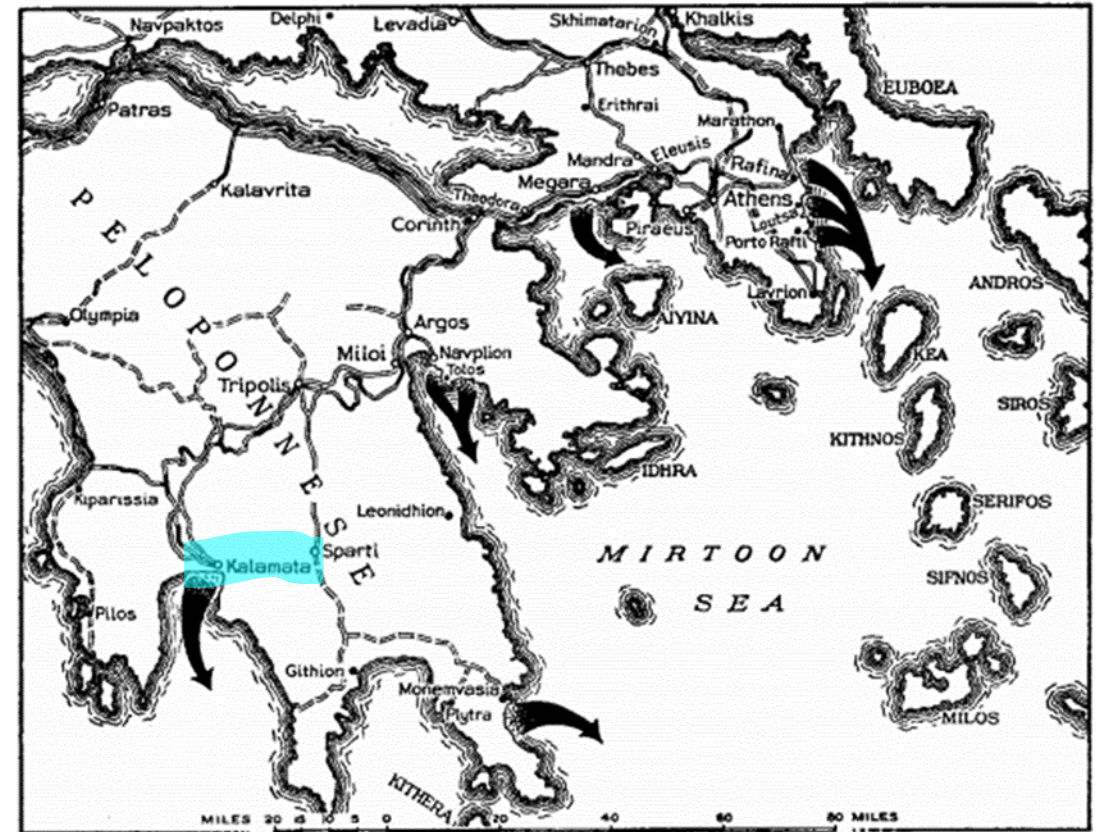 Navpaktos
Delphi
Levadia
Skhimatarion
Khalkis
Thebes
EUBOEA
Patras
Erithrai
Marathon
Mandra
Eleusis
Rafina
Kalavrita
Megara
Theodora
Athens
Corinth
Piraeus
Loutsa
Porto Rafti
PELOPONNESE
Lavrion
ANDROS
Olympia
AIYINA
Argos
KEA
Miloi
Navplion
Tolos
Tripolis
SIROS
KITHNOS
IDHRA
Kiparissia
SERIFOS
Leonidhion
Sparti
MIRTOON
SEA
Kalamata
SIFNOS
Pilos
Githion
Monemvasia
Plytra
MILOS
KITHERA
MILES 20 15 10 5 0 20 40 60 80 MILES